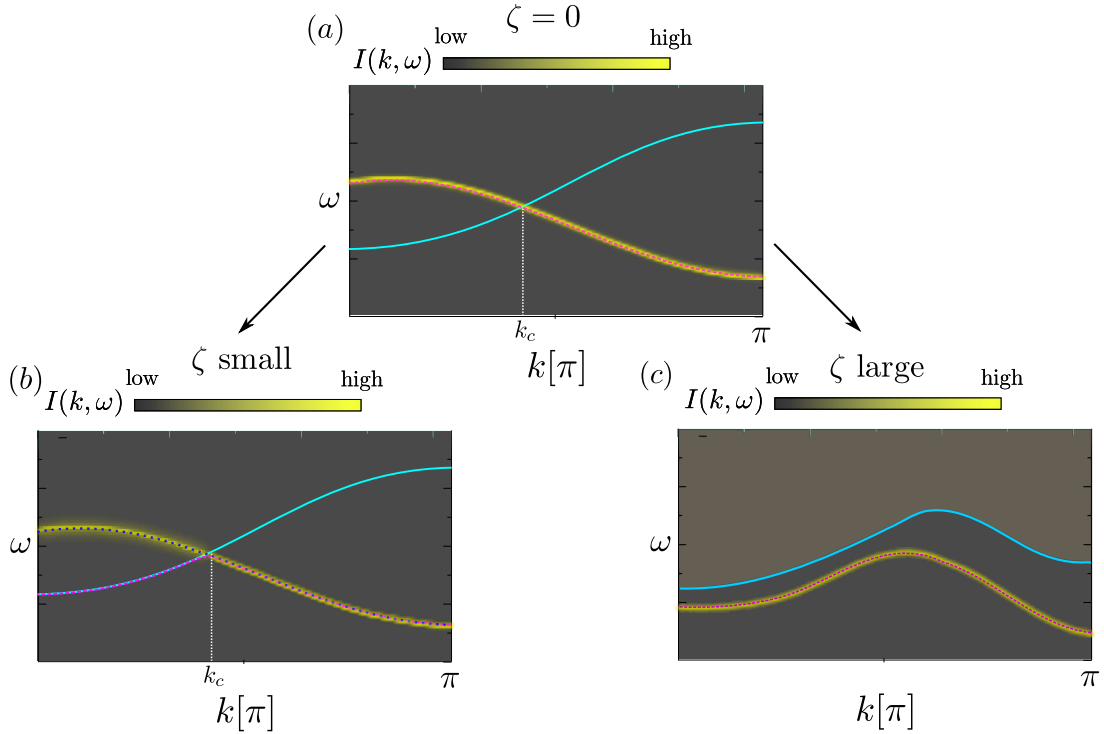 (a) ζ = 0
low high
I(k, ω)
ω
k_c π
k[π]
(b) ζ small
low high
I(k, ω)
ω
k_c π
k[π]
(c) ζ large
low high
I(k, ω)
ω
π
k[π]